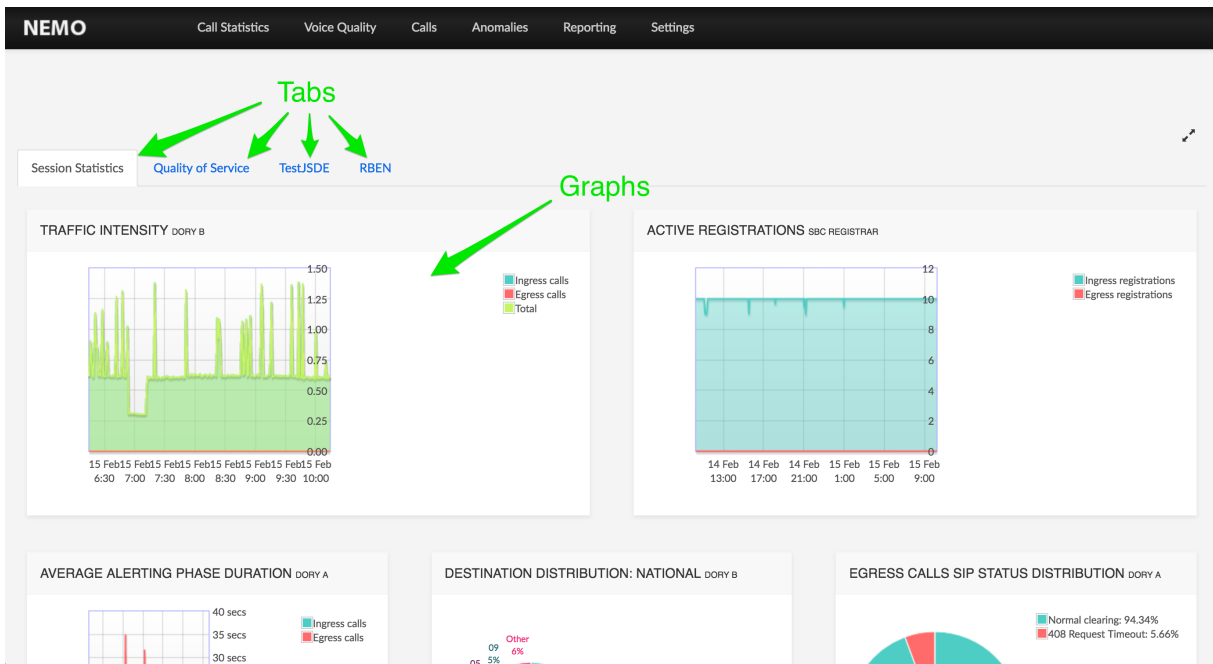 NEMO Call Statistics Voice Quality Calls Anomalies Reporting Settings
Tabs
Session Statistics Quality of Service TestJSDE RBEN
Graphs
TRAFFIC INTENSITY DORY B
1.50
1.25
1.00
0.75
0.50
0.25
0.00
15 Feb 15 Feb 15 Feb 15 Feb 15 Feb 15 Feb 15 Feb 15 Feb
6:30 7:00 7:30 8:00 8:30 9:00 9:30 10:00
Ingress calls
Egress calls
Total
ACTIVE REGISTRATIONS SBC REGISTRAR
12
10
8
6
4
2
0
14 Feb 14 Feb 14 Feb 15 Feb 15 Feb 15 Feb
13:00 17:00 21:00 1:00 5:00 9:00
Ingress registrations
Egress registrations
AVERAGE ALERTING PHASE DURATION DORY A
40 secs
35 secs
30 secs
Ingress calls
Egress calls
DESTINATION DISTRIBUTION: NATIONAL DORY B
Other
6%
09
5%
05
EGRESS CALLS SIP STATUS DISTRIBUTION DORY A
Normal clearing: 94.34%
408 Request Timeout: 5.66%